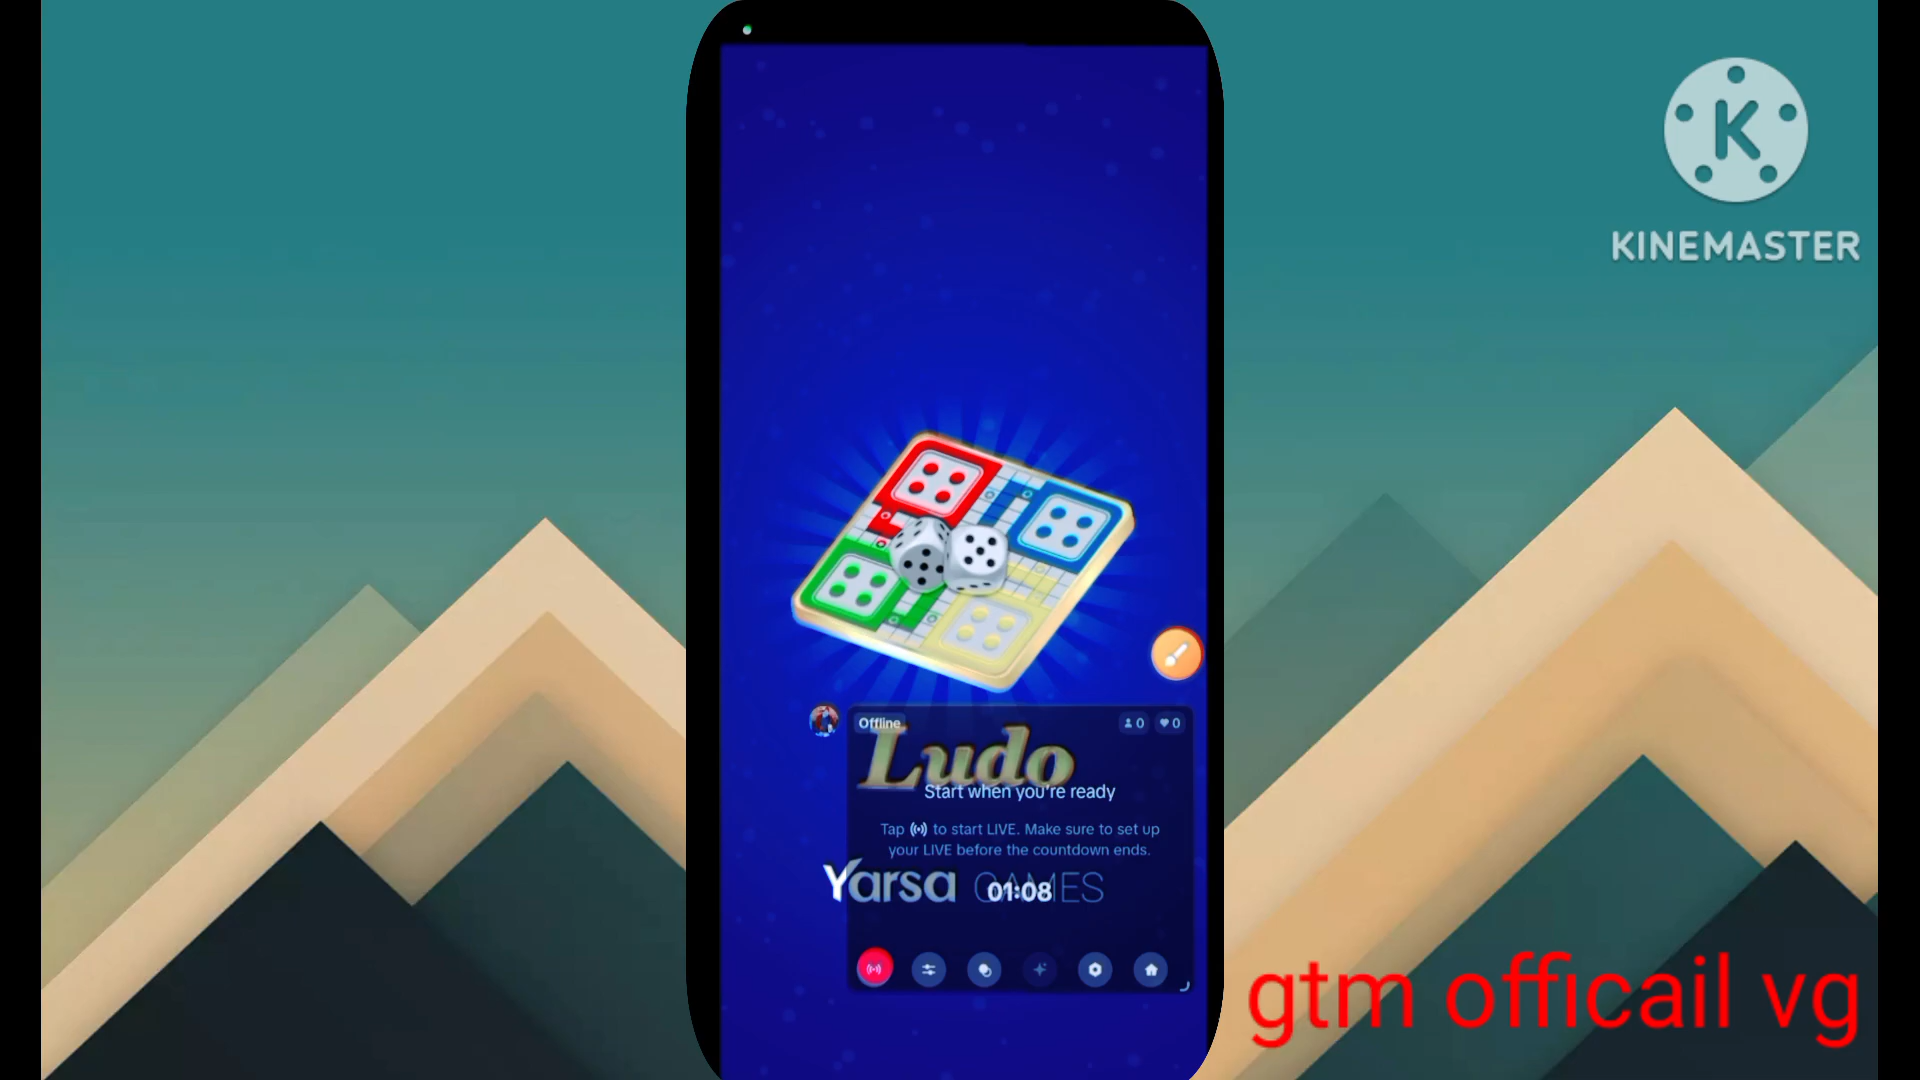 K
KINEMASTER
Offline
0
0
Ludo
Start when you're ready
Tap to start LIVE. Make sure to set up
your LIVE before the countdown ends.
Yarsa GAMES
01:08
gtm officail vg